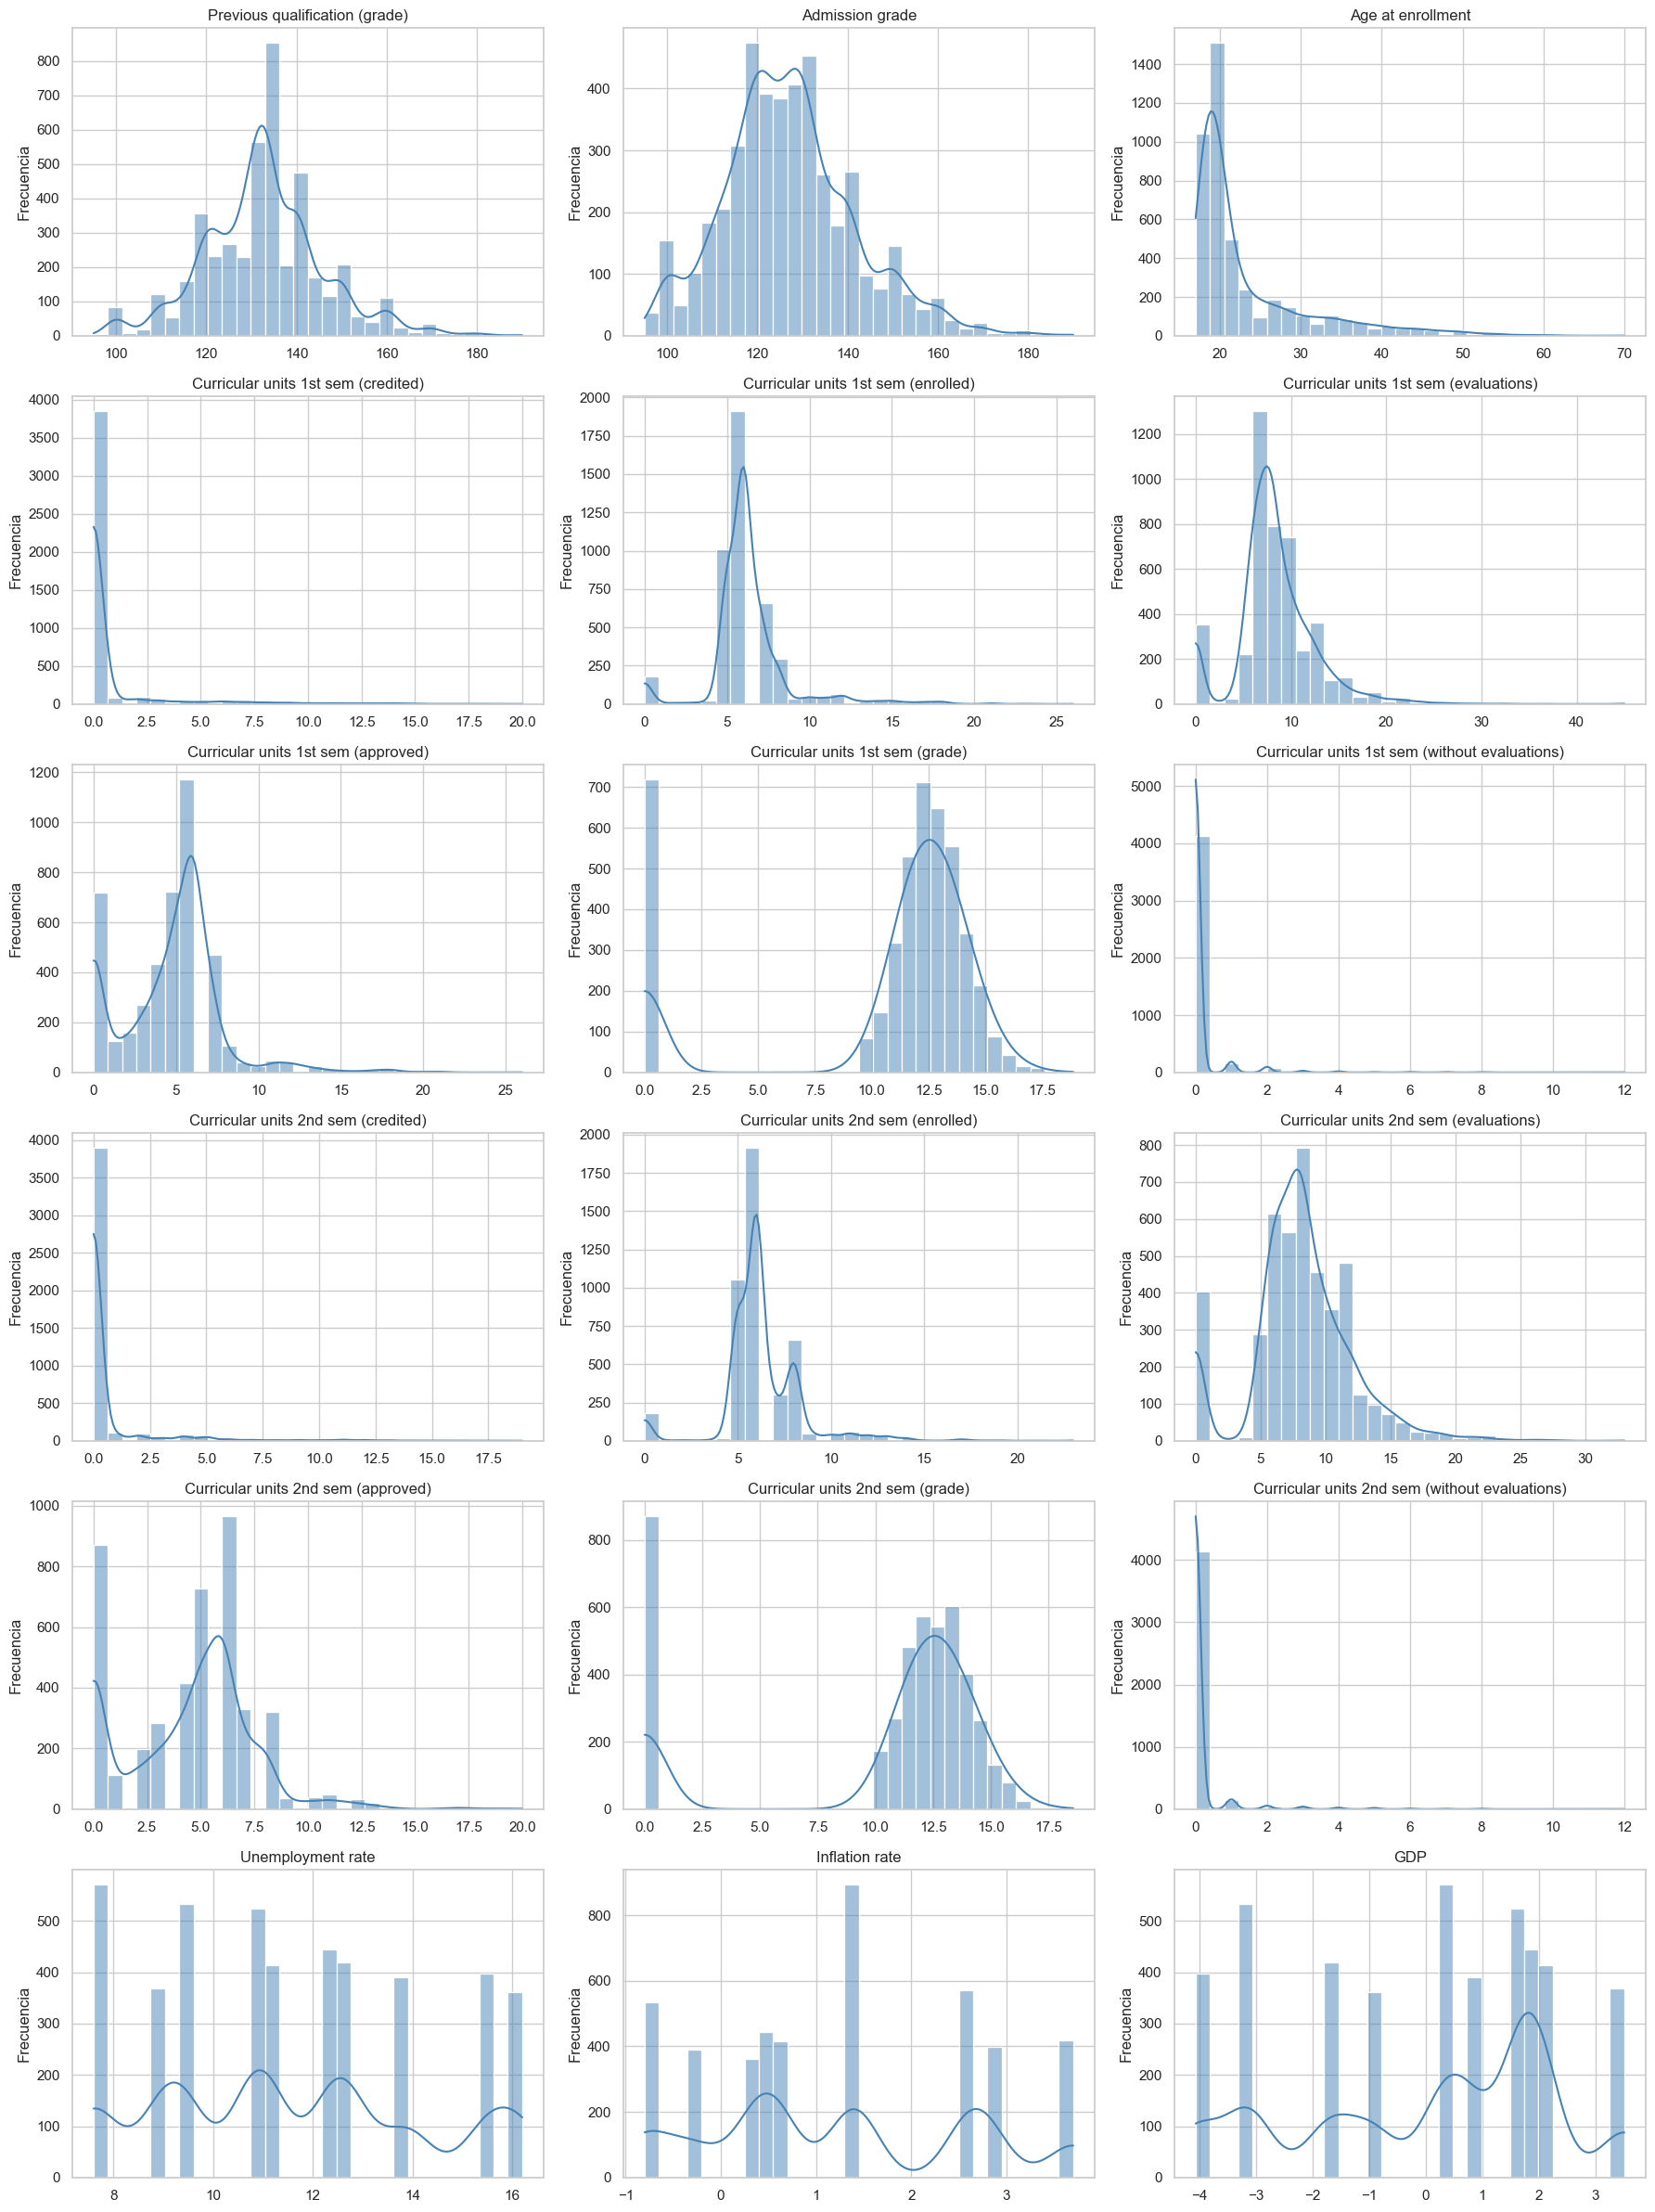 Previous qualification (grade)
Frecuencia
800
700
600
500
400
300
200
100
0
100 120 140 160 180
Admission grade
Frecuencia
400
300
200
100
0
100 120 140 160 180
Age at enrollment
Frecuencia
1400
1200
1000
800
600
400
200
0
20 30 40 50 60 70
Curricular units 1st sem (credited)
Frecuencia
4000
3500
3000
2500
2000
1500
1000
500
0
0.0 2.5 5.0 7.5 10.0 12.5 15.0 17.5 20.0
Curricular units 1st sem (enrolled)
Frecuencia
2000
1750
1500
1250
1000
750
500
250
0
0 5 10 15 20 25
Curricular units 1st sem (evaluations)
Frecuencia
1200
1000
800
600
400
200
0
0 10 20 30 40
Curricular units 1st sem (approved)
Frecuencia
1200
1000
800
600
400
200
0
0 5 10 15 20 25
Curricular units 1st sem (grade)
Frecuencia
700
600
500
400
300
200
100
0
0.0 2.5 5.0 7.5 10.0 12.5 15.0 17.5
Curricular units 1st sem (without evaluations)
Frecuencia
5000
4000
3000
2000
1000
0
0 2 4 6 8 10 12
Curricular units 2nd sem (credited)
Frecuencia
4000
3500
3000
2500
2000
1500
1000
500
0
0.0 2.5 5.0 7.5 10.0 12.5 15.0 17.5
Curricular units 2nd sem (enrolled)
Frecuencia
2000
1750
1500
1250
1000
750
500
250
0
0 5 10 15 20
Curricular units 2nd sem (evaluations)
Frecuencia
800
700
600
500
400
300
200
100
0
0 5 10 15 20 25 30
Curricular units 2nd sem (approved)
Frecuencia
1000
800
600
400
200
0
0.0 2.5 5.0 7.5 10.0 12.5 15.0 17.5 20.0
Curricular units 2nd sem (grade)
Frecuencia
800
600
400
200
0
0.0 2.5 5.0 7.5 10.0 12.5 15.0 17.5
Curricular units 2nd sem (without evaluations)
Frecuencia
4000
3000
2000
1000
0
0 2 4 6 8 10 12
Unemployment rate
Frecuencia
500
400
300
200
100
0
8 10 12 14 16
Inflation rate
Frecuencia
800
600
400
200
0
−1 0 1 2 3
GDP
Frecuencia
500
400
300
200
100
0
−4 −3 −2 −1 0 1 2 3